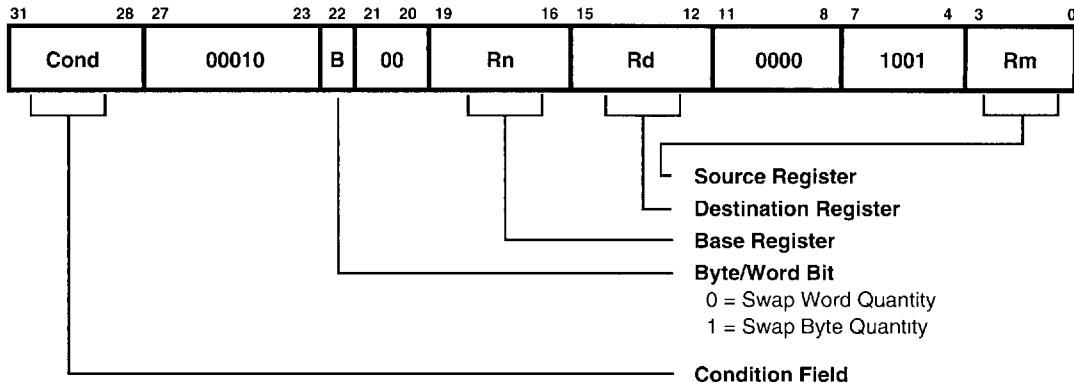 31 28 27 23 22 21 20 19 16 15 12 11 8 7 4 3 0
Cond 00010 B 00 Rn Rd 0000 1001 Rm
Source Register
Destination Register
Base Register
Byte/Word Bit
0 = Swap Word Quantity
1 = Swap Byte Quantity
Condition Field